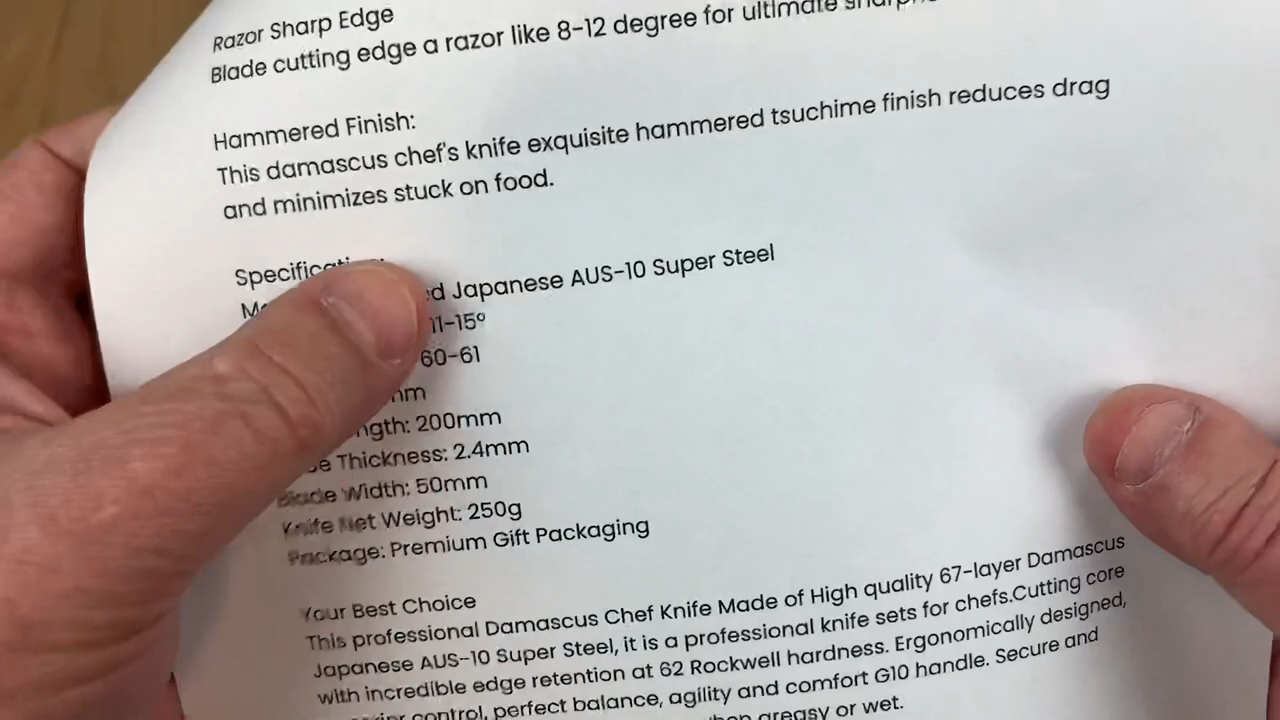 Razor Sharp Edge
Blade cutting edge a razor like 8-12 degree for ultimate
Hammered Finish:
This damascus chef's knife exquisite hammered tsuchime finish reduces drag
and minimizes stuck on food.
Japanese AUS-10 Super Steel
11-15°
60-61
200mm
Thickness: 2.4mm
Blade Width: 50mm
Knife Net Weight: 250g
Package: Premium Gift Packaging
Your Best Choice
This professional Damascus Chef Knife Made of High quality 67-layer Damascus
Japanese AUS-10 Super Steel, it is a professional knife sets for chefs.Cutting core
with incredible edge retention at 62 Rockwell hardness. Ergonomically designed,
control, perfect balance, agility and comfort G10 handle. Secure and
greasy or wet.